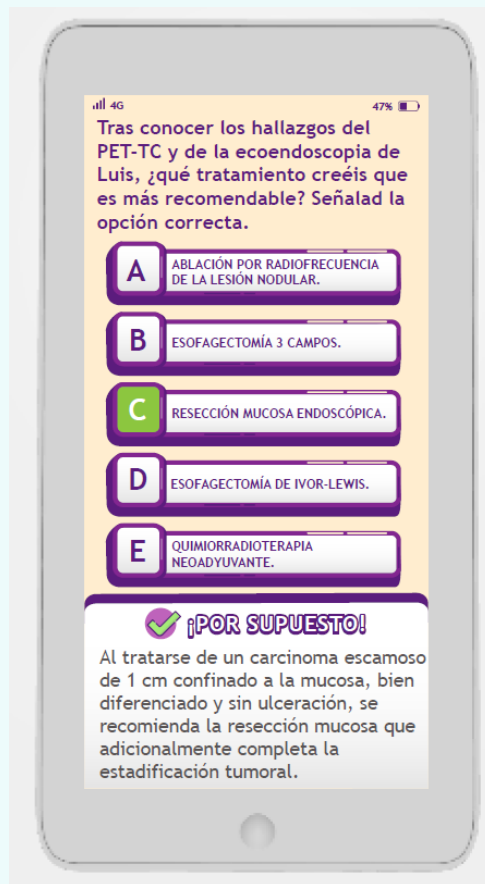 4G
47%
Tras conocer los hallazgos del
PET-TC y de la ecoendoscopia de
Luis, ¿qué tratamiento creéis que
es más recomendable? Señalad la
opción correcta.
A
ABLACIÓN POR RADIOFRECUENCIA
DE LA LESIÓN NODULAR.
B
ESOFAGECTOMÍA 3 CAMPOS.
C
RESECCIÓN MUCOSA ENDOSCÓPICA.
D
ESOFAGECTOMÍA DE IVOR-LEWIS.
E
QUIMIORRADIOTERAPIA
NEOADYUVANTE.
¡POR SUPUESTO!
Al tratarse de un carcinoma escamoso
de 1 cm confinado a la mucosa, bien
diferenciado y sin ulceración, se
recomienda la resección mucosa que
adicionalmente completa la
estadificación tumoral.